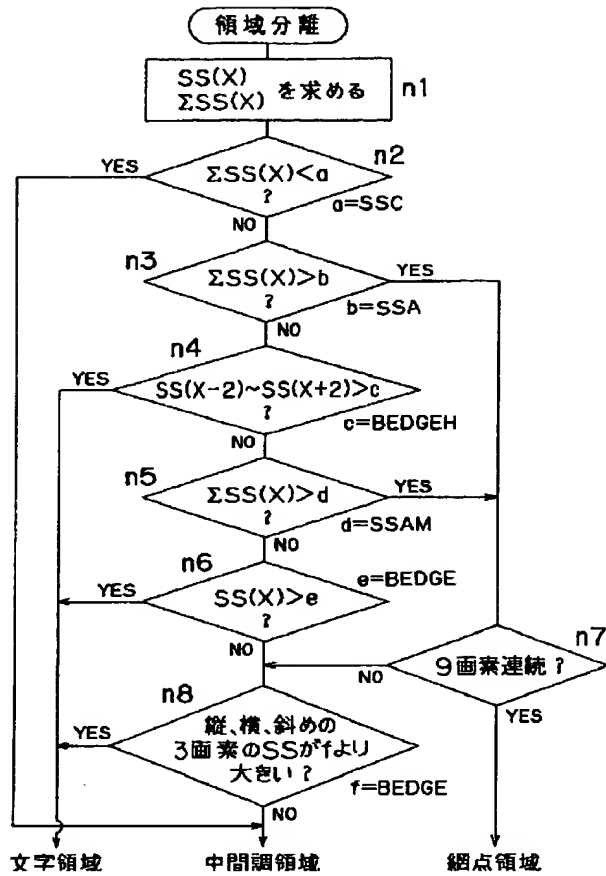 領域分離
SS(X)
ΣSS(X) を求める
n1
n2
YES
ΣSS(X)<a
?
a=SSC
NO
n3
ΣSS(X)>b
?
YES
b=SSA
NO
n4
YES
SS(X-2)~SS(X+2)>c
?
c=BEDGEH
NO
n5
ΣSS(X)>d
?
YES
d=SSAM
NO
n6
e=BEDGE
YES
SS(X)>e
?
NO
n7
9画素連続?
NO
YES
n8
YES
縦、横、斜めの
3画素のSSがfより
大きい?
f=BEDGE
NO
文字領域
中間調領域
網点領域